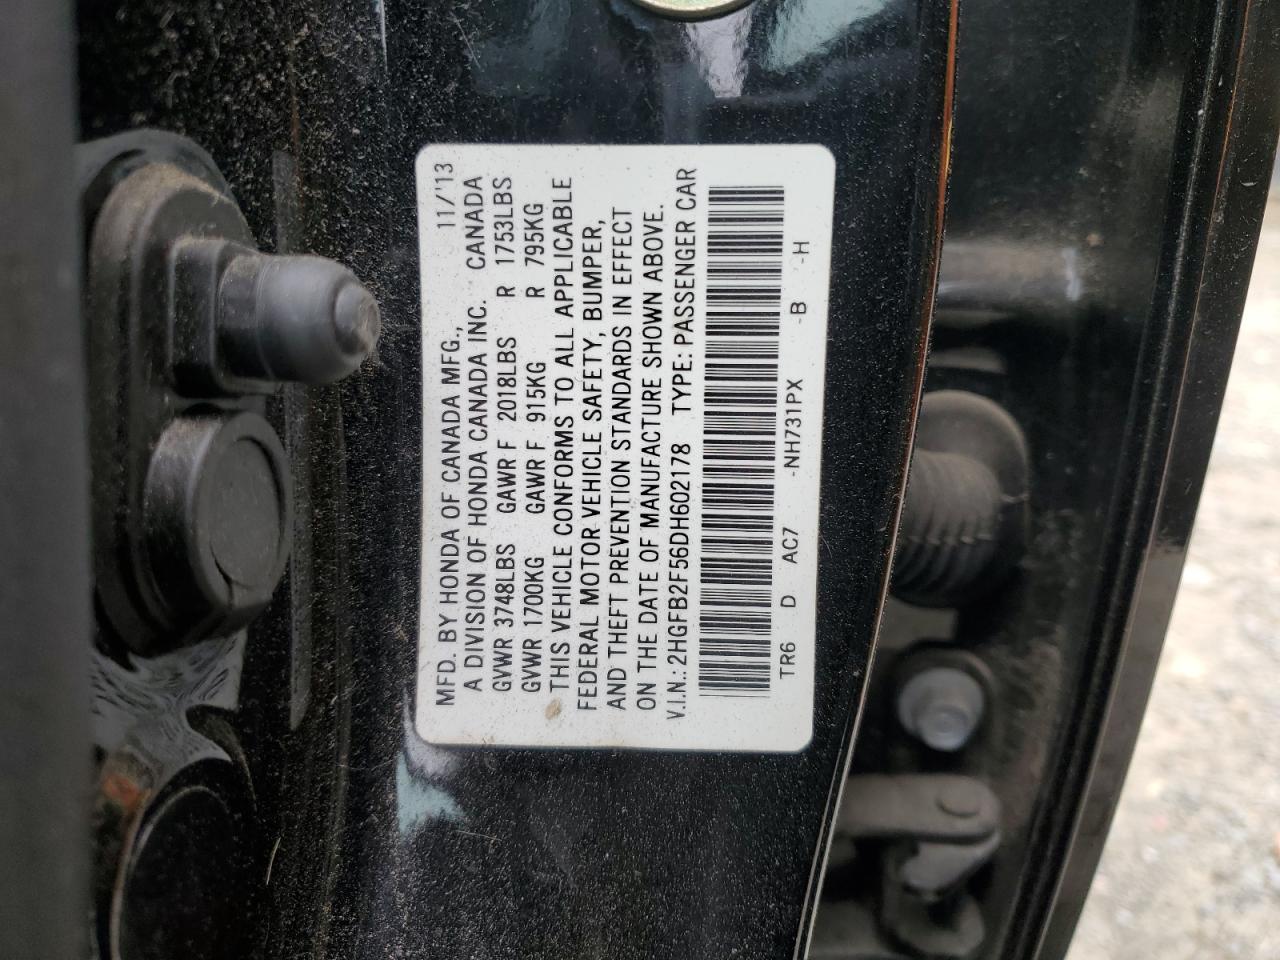 MFD. BY HONDA OF CANADA MFG., 11/'13
A DIVISION OF HONDA CANADA INC. CANADA
GVWR 3748LBS GAWR F 2018LBS R 1753LBS
GVWR 1700KG GAWR F 915KG R 795KG
THIS VEHICLE CONFORMS TO ALL APPLICABLE
FEDERAL MOTOR VEHICLE SAFETY, BUMPER,
AND THEFT PREVENTION STANDARDS IN EFFECT
ON THE DATE OF MANUFACTURE SHOWN ABOVE.
V.I.N.: 2HGFB2F56DH602178 TYPE: PASSENGER CAR
TR6 D AC7 -NH731PX -B -H